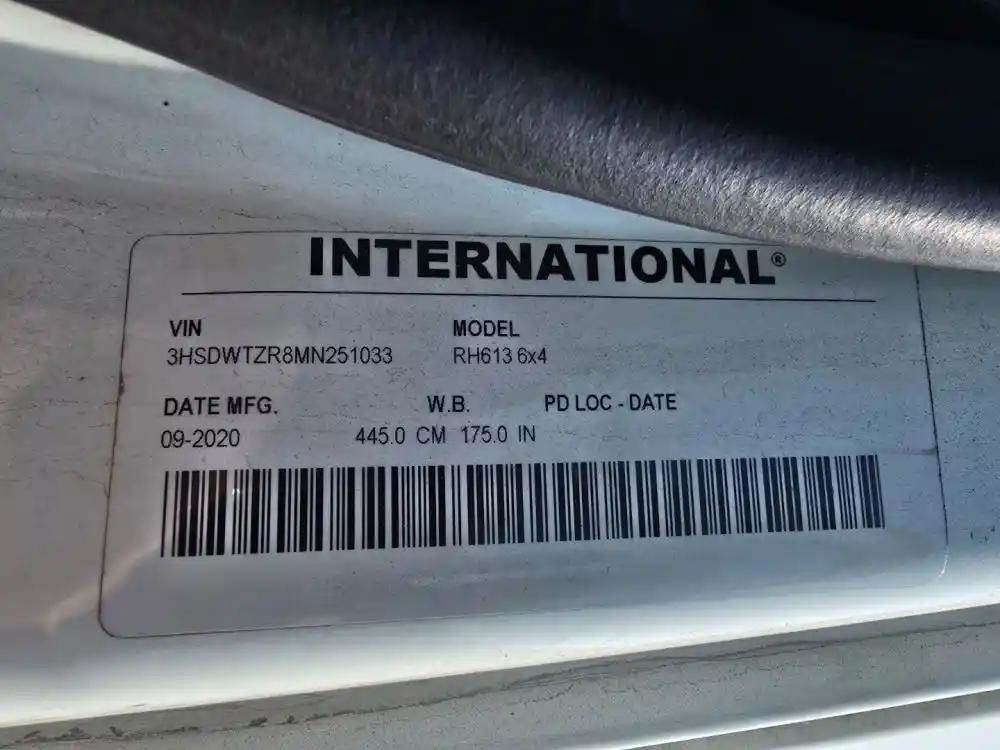 INTERNATIONAL®
VIN MODEL
3HSDWTZR8MN251033 RH613 6x4
DATE MFG. W.B. PD LOC - DATE
09-2020 445.0 CM 175.0 IN